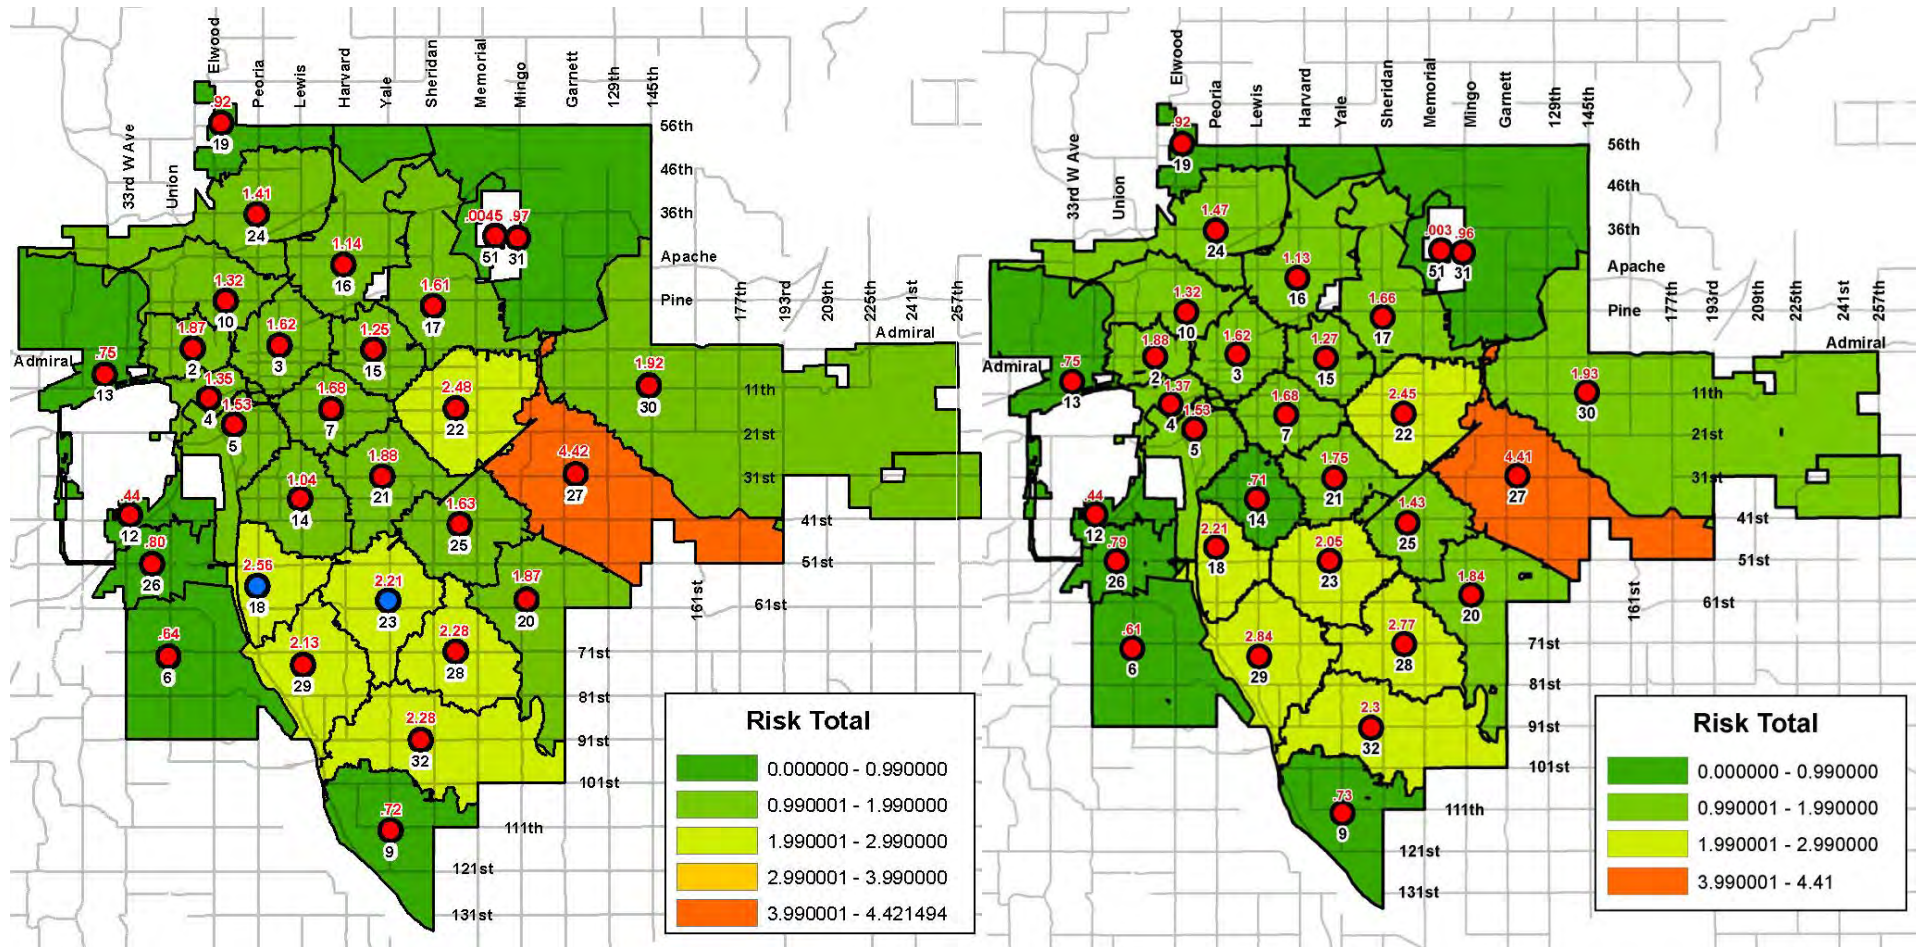 Elwood
Peoria
Lewis
Harvard
Yale
Sheridan
Memorial
Mingo
Garnett
129th
145th
33rd W Ave
Union
56th
46th
36th
Apache
Pine
177th
193rd
209th
225th
241st
257th
Admiral
Admiral
11th
21st
31st
41st
51st
161st
61st
71st
81st
91st
101st
111th
121st
131st
.92
19
1.41
24
1.14
16
.0045
51
.97
31
1.32
10
1.61
17
1.87
2
1.62
3
1.25
15
.75
13
1.35
4
1.53
5
1.68
7
2.48
22
1.92
30
1.04
14
1.88
21
4.42
27
.44
12
1.63
25
.80
26
2.56
18
2.21
23
1.87
20
.64
6
2.13
29
2.28
28
2.28
32
.72
9
Risk Total
0.000000 - 0.990000
0.990001 - 1.990000
1.990001 - 2.990000
2.990001 - 3.990000
3.990001 - 4.421494
Elwood
Peoria
Lewis
Harvard
Yale
Sheridan
Memorial
Mingo
Garnett
129th
145th
33rd W Ave
Union
56th
46th
36th
Apache
Pine
177th
193rd
209th
225th
241st
257th
Admiral
Admiral
11th
21st
31st
41st
51st
161st
61st
71st
81st
91st
101st
111th
121st
131st
.92
19
1.47
24
1.13
16
.003
51
.96
31
1.32
10
1.66
17
1.88
2
1.62
3
1.27
15
.75
13
1.37
4
1.53
5
1.68
7
2.45
22
1.93
30
.71
14
1.75
21
4.41
27
.44
12
1.43
25
.79
26
2.21
18
2.05
23
1.84
20
.61
6
2.84
29
2.77
28
2.3
32
.73
9
Risk Total
0.000000 - 0.990000
0.990001 - 1.990000
1.990001 - 2.990000
3.990001 - 4.41